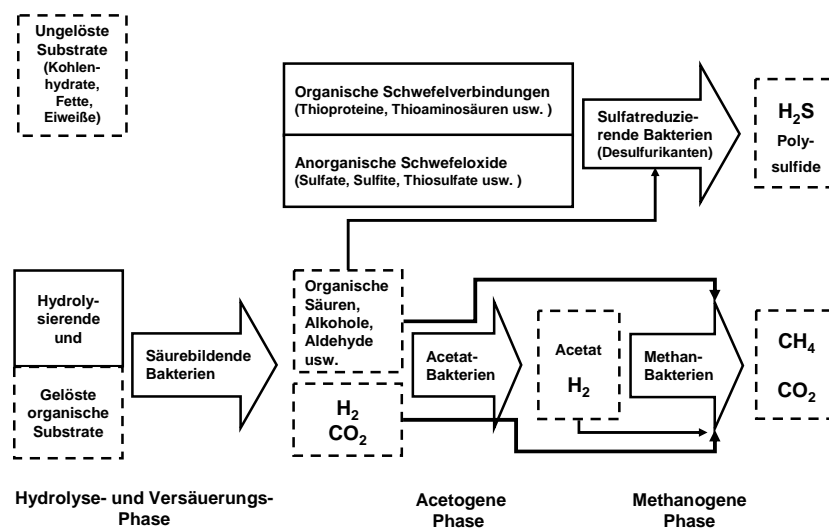 Ungelöste
Substrate
(Kohlen-
hydrate,
Fette,
Eiweiße)
Organische Schwefelverbindungen
(Thioproteine, Thioaminosäuren usw. )
Anorganische Schwefeloxide
(Sulfate, Sulfite, Thiosulfate usw. )
Sulfatreduzi-
erende Bakterien
(Desulfurikanten)
H₂S
Poly-
sulfide
Hydroly-
sierende
und
Gelöste
organische
Substrate
Säurebildende
Bakterien
Organische
Säuren,
Alkohole,
Aldehyde
usw.
H₂
CO₂
Acetat-
Bakterien
Acetat
H₂
Methan-
Bakterien
CH₄
CO₂
Hydrolyse- und Versäuerungs-
Phase
Acetogene
Phase
Methanogene
Phase